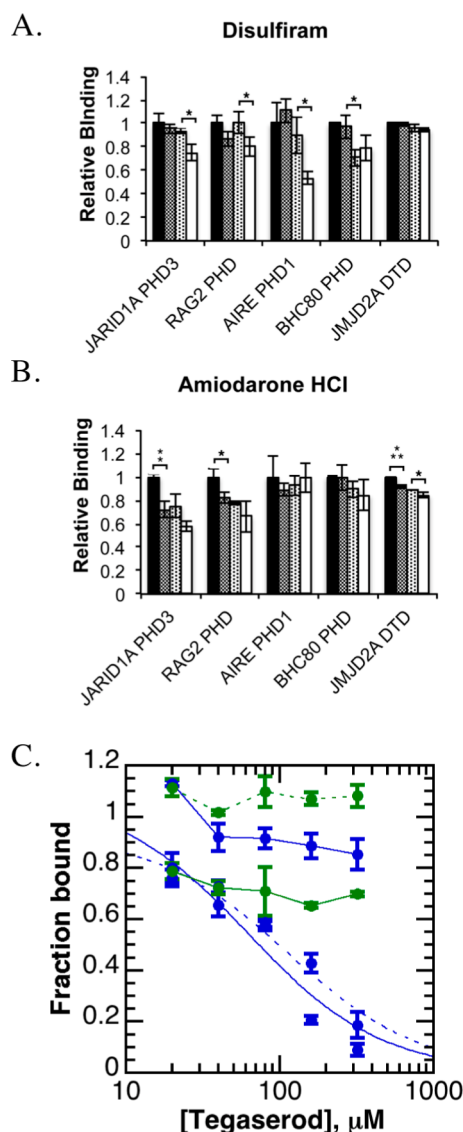 A.
Disulfiram
Relative BInding
1.4
1.2
1
0.8
0.6
0.4
0.2
0
*
*
*
*
JARID1A PHD3
RAG2 PHD
AIRE PHD1
BHC80 PHD
JMJD2A DTD
B.
Amiodarone HCl
Relative Binding
1.4
1.2
1
0.8
0.6
0.4
0.2
0
**
*
***
*
JARID1A PHD3
RAG2 PHD
AIRE PHD1
BHC80 PHD
JMJD2A DTD
C.
Fraction bound
1.2
1
0.8
0.6
0.4
0.2
0
10
100
1000
[Tegaserod], µM